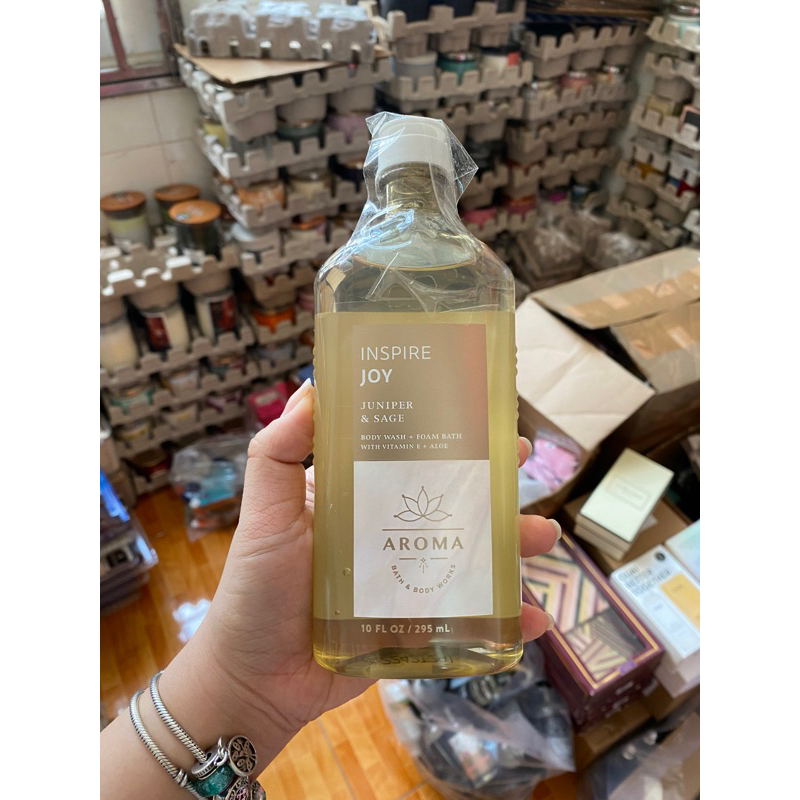 INSPIRE
JOY
JUNIPER
& SAGE
BODY WASH + FOAM BATH
WITH VITAMIN E + ALOE
AROMA
BATH & BODY WORKS
10 FL OZ / 295 mL